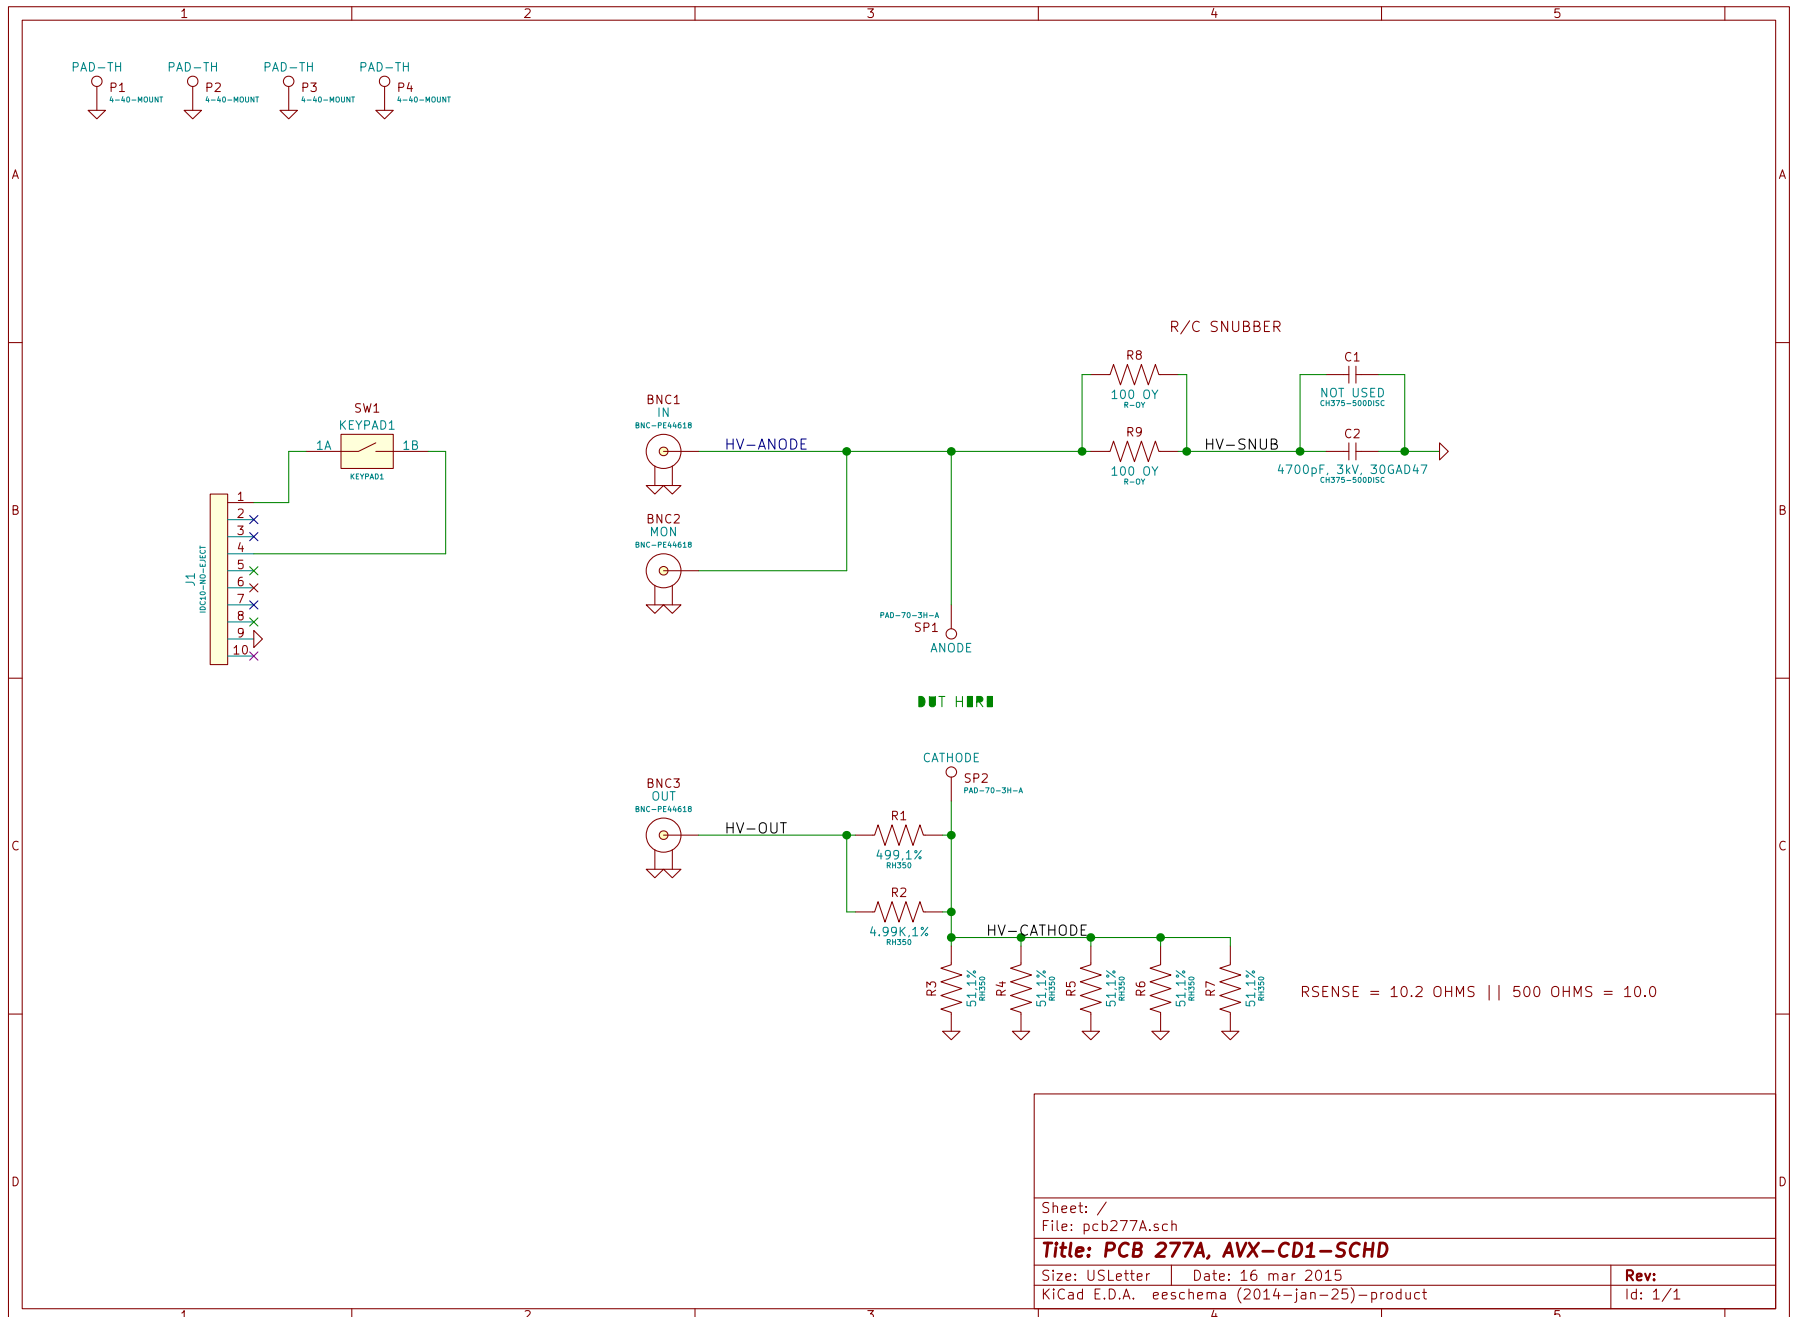 1 2 3 4 5
PAD-TH PAD-TH PAD-TH PAD-TH
P1 P2 P3 P4
4-40-MOUNT 4-40-MOUNT 4-40-MOUNT 4-40-MOUNT
A A
R/C SNUBBER
R8
100 OY
R-OY
C1
NOT USED
CH375-500DISC
SW1
KEYPAD1
1A 1B
KEYPAD1
BNC1
IN
BNC-PE44618
HV-ANODE
R9
100 OY
R-OY
HV-SNUB
C2
4700pF, 3kV, 30GAD47
CH375-500DISC
B B
BNC2
MON
BNC-PE44618
J1
IDC10-NO-EJECT
1
2
3
4
5
6
7
8
9
10
PAD-70-3H-A
SP1
ANODE
DUT HERE
CATHODE
SP2
PAD-70-3H-A
BNC3
OUT
BNC-PE44618
HV-OUT
R1
499,1%
RH350
C C
R2
4.99K,1%
RH350
HV-CATHODE
R3
51,1%
RH350
R4
51,1%
RH350
R5
51,1%
RH350
R6
51,1%
RH350
R7
51,1%
RH350
RSENSE = 10.2 OHMS || 500 OHMS = 10.0
D D
Sheet: /
File: pcb277A.sch
Title: PCB 277A, AVX-CD1-SCHD
Size: USLetter Date: 16 mar 2015 Rev:
KiCad E.D.A. eeschema (2014-jan-25)-product Id: 1/1
1 2 3 4 5